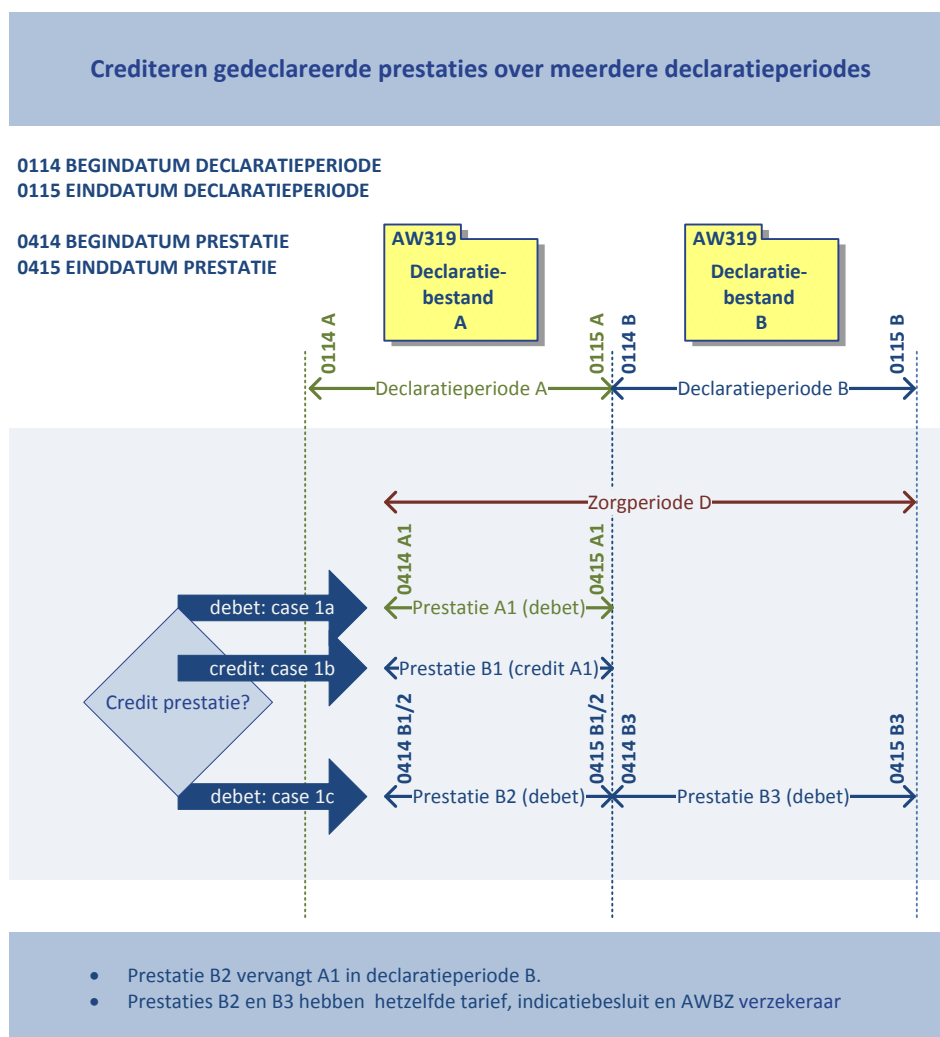 Crediteren gedeclareerde prestaties over meerdere declaratieperiodes
0114 BEGINDATUM DECLARATIEPERIODE
0115 EINDDATUM DECLARATIEPERIODE
0414 BEGINDATUM PRESTATIE
0415 EINDDATUM PRESTATIE
AW319
Declaratie-
bestand
A
AW319
Declaratie-
bestand
B
0114 A
0115 A
0114 B
0115 B
Declaratieperiode A
Declaratieperiode B
Zorgperiode D
0414 A1
0415 A1
debet: case 1a
Prestatie A1 (debet)
credit: case 1b
Prestatie B1 (credit A1)
Credit prestatie?
0414 B1/2
0415 B1/2
0414 B3
0415 B3
debet: case 1c
Prestatie B2 (debet)
Prestatie B3 (debet)
• Prestatie B2 vervangt A1 in declaratieperiode B.
• Prestaties B2 en B3 hebben hetzelfde tarief, indicatiebesluit en AWBZ verzekeraar